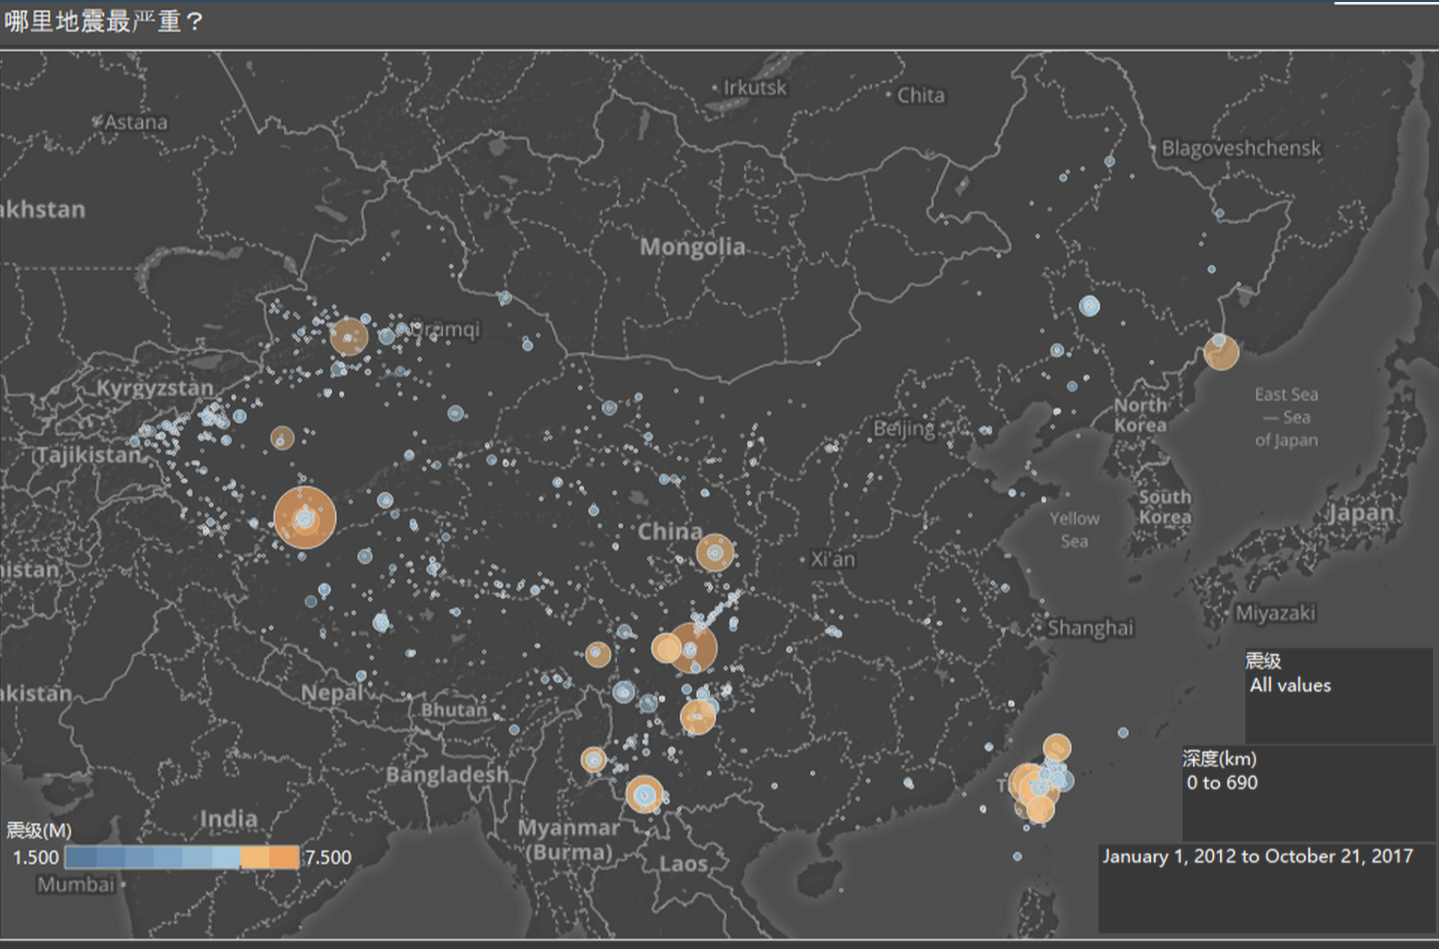 哪里地震最严重？
Irkutsk
Chita
Astana
Blagoveshchensk
akhstan
Mongolia
Ürümqi
Kyrgyzstan
North
Korea
East Sea
— Sea
of Japan
Beijing
Tajikistan
South
Korea
Japan
Yellow
Sea
China
Xi'an
nistan
Miyazaki
Shanghai
震级
All values
akistan
Nepal
Bhutan
深度(km)
0 to 690
Bangladesh
T
India
Myanmar
(Burma)
震级(M)
1.500
7.500
Laos
January 1, 2012 to October 21, 2017
Mumbai